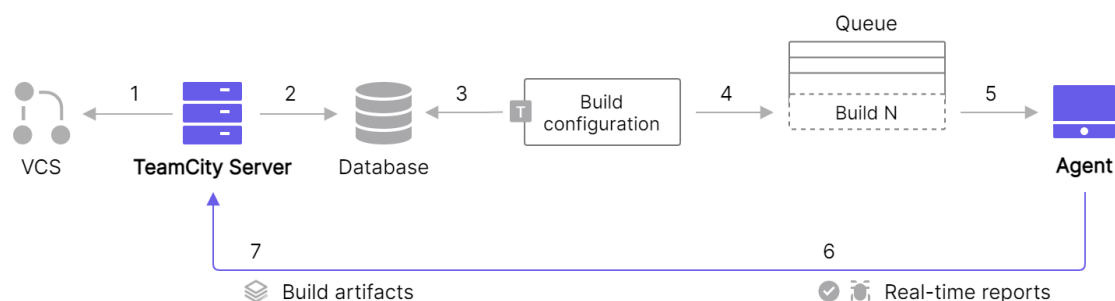 Queue
1
2
3
T
Build
configuration
4
Build N
5
VCS
TeamCity Server
Database
Agent
7
6
Build artifacts
Real-time reports